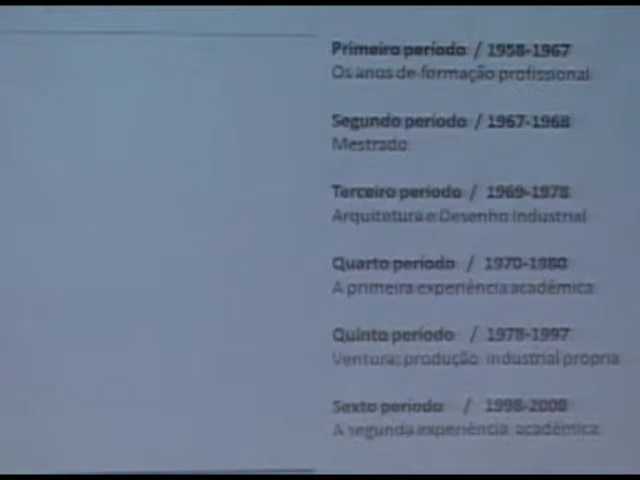 Primeiro período / 1958-1967
Os anos de formação profissional
Segundo período / 1967-1968
Mestrado
Terceiro período / 1969-1978
Arquitetura e Desenho Industrial
Quarto período / 1970-1980
A primeira experiência acadêmica
Quinto período / 1978-1997
Ventura: produção industrial própria
Sexto período / 1998-2008
A segunda experiência acadêmica